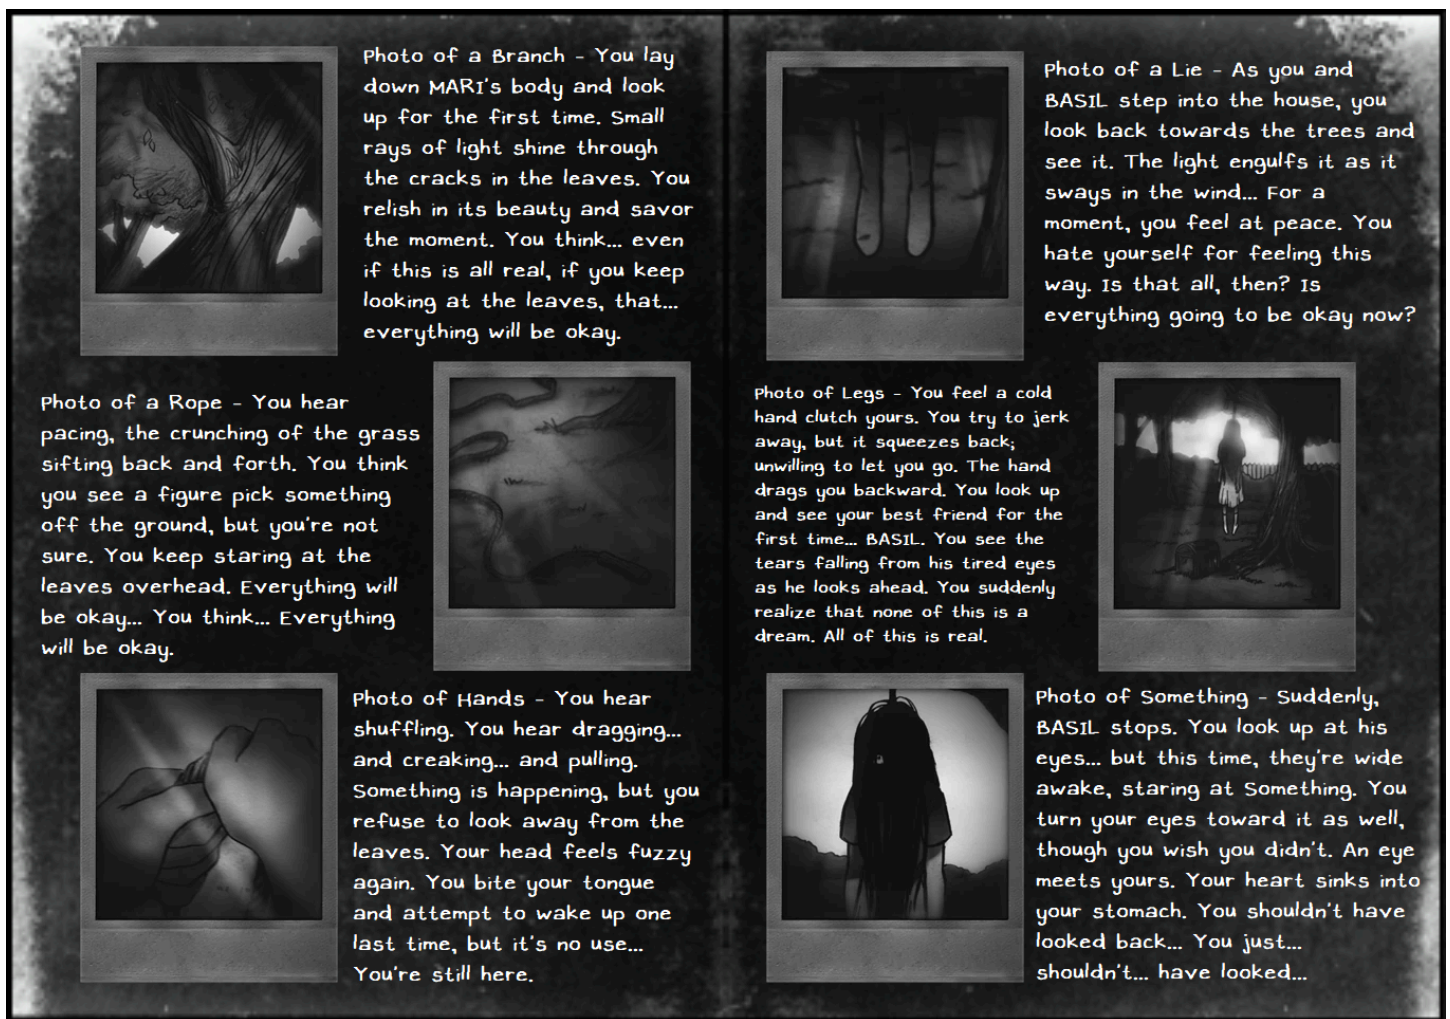 Photo of a Branch - You lay
down MARI's body and look
up for the first time. Small
rays of light shine through
the cracks in the leaves. You
relish in its beauty and savor
the moment. You think... even
if this is all real, if you keep
looking at the leaves, that...
everything will be okay.
Photo of a Rope - You hear
pacing, the crunching of the grass
sifting back and forth. You think
you see a figure pick something
off the ground, but you're not
sure. You keep staring at the
leaves overhead. Everything will
be okay... You think... Everything
will be okay.
Photo of Hands - You hear
shuffling. You hear dragging...
and creaking... and pulling.
Something is happening, but you
refuse to look away from the
leaves. Your head feels fuzzy
again. You bite your tongue
and attempt to wake up one
last time, but it's no use...
You're still here.
Photo of a Lie - As you and
BASIL step into the house, you
look back towards the trees and
see it. The light engulfs it as it
sways in the wind... For a
moment, you feel at peace. You
hate yourself for feeling this
way. Is that all, then? Is
everything going to be okay now?
Photo of Legs - You feel a cold
hand clutch yours. You try to jerk
away, but it squeezes back;
unwilling to let you go. The hand
drags you backward. You look up
and see your best friend for the
first time... BASIL. You see the
tears falling from his tired eyes
as he looks ahead. You suddenly
realize that none of this is a
dream. All of this is real.
Photo of Something - Suddenly,
BASIL stops. You look up at his
eyes... but this time, they're wide
awake, staring at Something. You
turn your eyes toward it as well,
though you wish you didn't. An eye
meets yours. Your heart sinks into
your stomach. You shouldn't have
looked back... You just...
shouldn't... have looked...